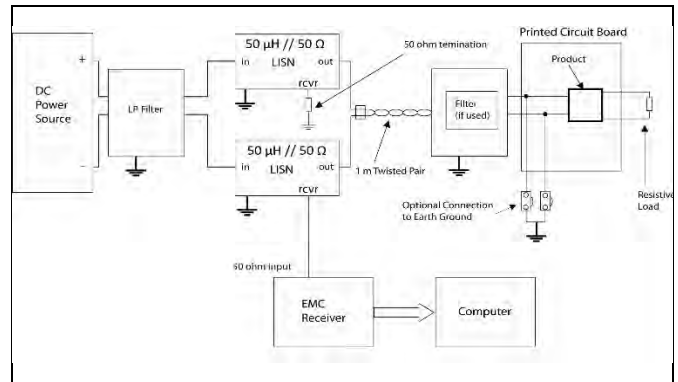 Printed Circuit Board
50 µH // 50 Ω
LISN
in
out
rcvr
50 ohm temination
Product
+
DC
Power
Source
–
LP Filter
Filter
(if used)
50 µH // 50 Ω
LISN
in
out
rcvr
1 m Twisted Pair
Optional Connection
to Earth Ground
Resistive
Load
50 ohm input
EMC
Receiver
Computer